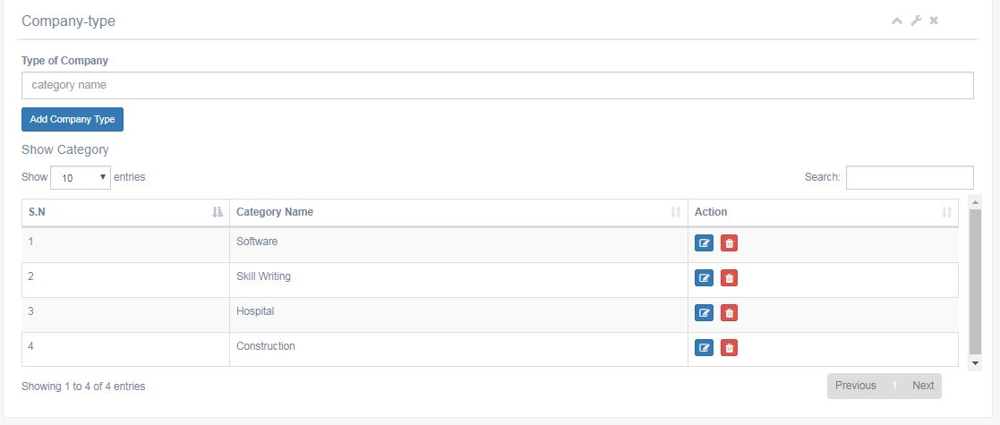 Company-type
Type of Company
category name
Add Company Type
Show Category
Show 10 entries Search:
S.N Category Name Action
1 Software
2 Skill Writing
3 Hospital
4 Construction
Showing 1 to 4 of 4 entries Previous 1 Next